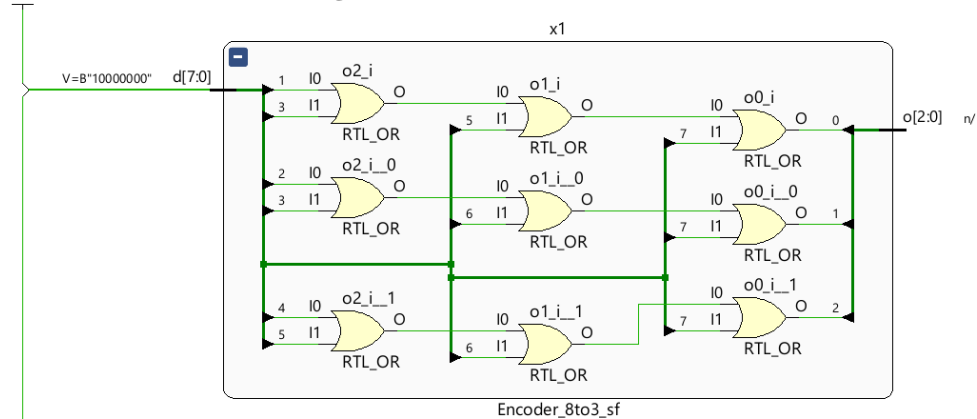 x1
V=B"10000000" d[7:0]
o2_i
1 I0 O
3 I1
RTL_OR
o1_i
I0 O
5 I1
RTL_OR
o0_i
I0 O 0
7 I1
RTL_OR
o[2:0] n/
o2_i__0
2 I0 O
3 I1
RTL_OR
o1_i__0
I0 O
6 I1
RTL_OR
o0_i__0
I0 O 1
7 I1
RTL_OR
o2_i__1
4 I0 O
5 I1
RTL_OR
o1_i__1
I0 O
6 I1
RTL_OR
o0_i__1
I0 O 2
7 I1
RTL_OR
Encoder_8to3_sf